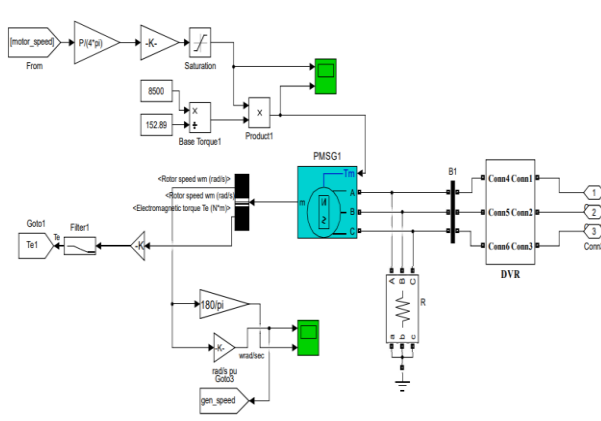 [motor_speed]
From
P/(4*pi)
-K-
Saturation
8500
152.89
X
÷
Base Torque1
X
Product1
PMSG1
Tm
m
A
B
C
N
S
<Rotor speed wm (rad/s)>
<Rotor speed wm (rad/s)
<Electromagnetic torque Te (N*m)>
Goto1
Te1
Te
Filter1
-K-
B1
Conn4 Conn1
Conn5 Conn2
Conn6 Conn3
DVR
1
2
3
A B C
R
a b c
180/pi
-K-
wrad/sec
rad/s pu
Goto3
gen_speed